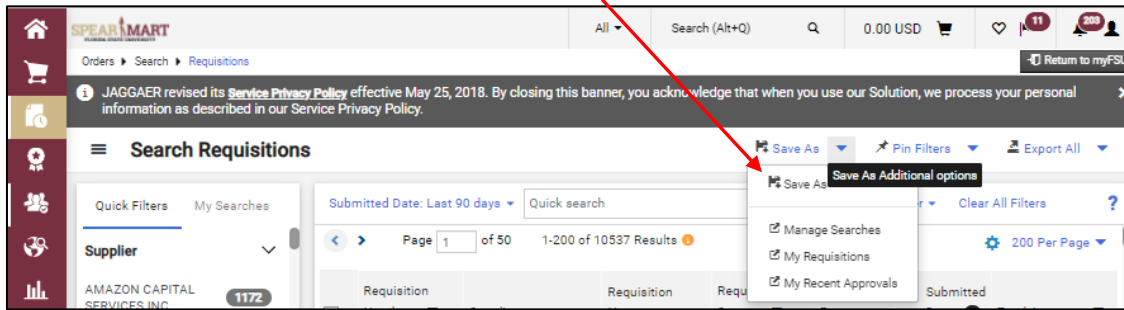 SPEARMART
FLORIDA STATE UNIVERSITY
All
Search (Alt+Q)
0.00 USD
11
203
Orders Search Requisitions
Return to myFSU
JAGGAER revised its Service Privacy Policy effective May 25, 2018. By closing this banner, you acknowledge that when you use our Solution, we process your personal
information as described in our Service Privacy Policy.
Search Requisitions
Save As
Pin Filters
Export All
Save As Additional options
Save As
Manage Searches
My Requisitions
My Recent Approvals
Quick Filters
My Searches
Submitted Date: Last 90 days
Quick search
Clear All Filters
?
Supplier
Page 1 of 50
1-200 of 10537 Results
200 Per Page
AMAZON CAPITAL
SERVICES INC
1172
Requisition
Requisition
Submitted